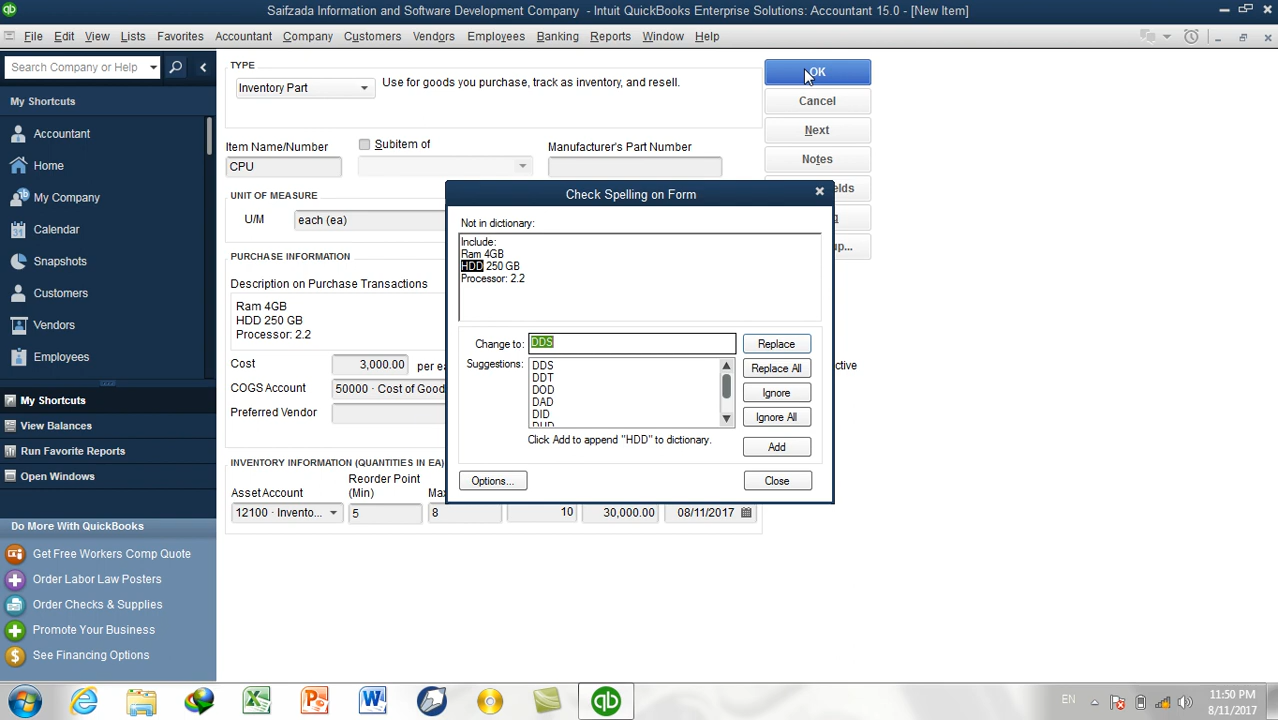 Saifzada Information and Software Development Company - Intuit QuickBooks Enterprise Solutions: Accountant 15.0 - [New Item]
File Edit View Lists Favorites Accountant Company Customers Vendors Employees Banking Reports Window Help
Search Company or Help
My Shortcuts
Accountant
Home
My Company
Calendar
Snapshots
Customers
Vendors
Employees
My Shortcuts
View Balances
Run Favorite Reports
Open Windows
Do More With QuickBooks
Get Free Workers Comp Quote
Order Labor Law Posters
Order Checks & Supplies
Promote Your Business
See Financing Options
TYPE
Inventory Part
Use for goods you purchase, track as inventory, and resell.
Item Name/Number
Subitem of
Manufacturer's Part Number
CPU
UNIT OF MEASURE
U/M each (ea)
PURCHASE INFORMATION
Description on Purchase Transactions
Ram 4GB
HDD 250 GB
Processor: 2.2
Cost 3,000.00 per ea
COGS Account 50000 · Cost of Good
Preferred Vendor
INVENTORY INFORMATION (QUANTITIES IN EA)
Asset Account
Reorder Point
(Min)
12100 · Invento...
5
8
10
30,000.00
08/11/2017
OK
Cancel
Next
Notes
Check Spelling on Form
Not in dictionary:
Include:
Ram 4GB
HDD 250 GB
Processor: 2.2
Change to: DDS
Suggestions:
DDS
DDT
DOD
DAD
DID
Click Add to append "HDD" to dictionary.
Replace
Replace All
Ignore
Ignore All
Add
Options...
Close
EN
11:50 PM
8/11/2017